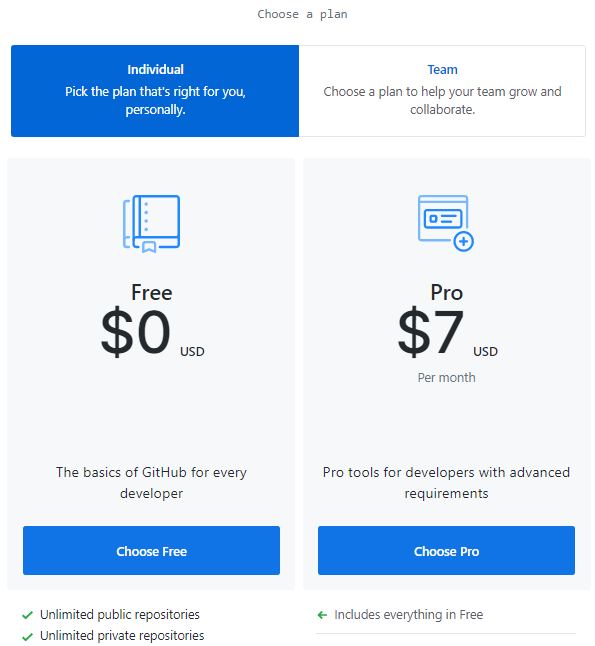 Choose a plan
Individual
Pick the plan that's right for you,
personally.
Team
Choose a plan to help your team grow and
collaborate.
Free
$0 USD
The basics of GitHub for every
developer
Choose Free
Unlimited public repositories
Unlimited private repositories
Pro
$7 USD
Per month
Pro tools for developers with advanced
requirements
Choose Pro
Includes everything in Free